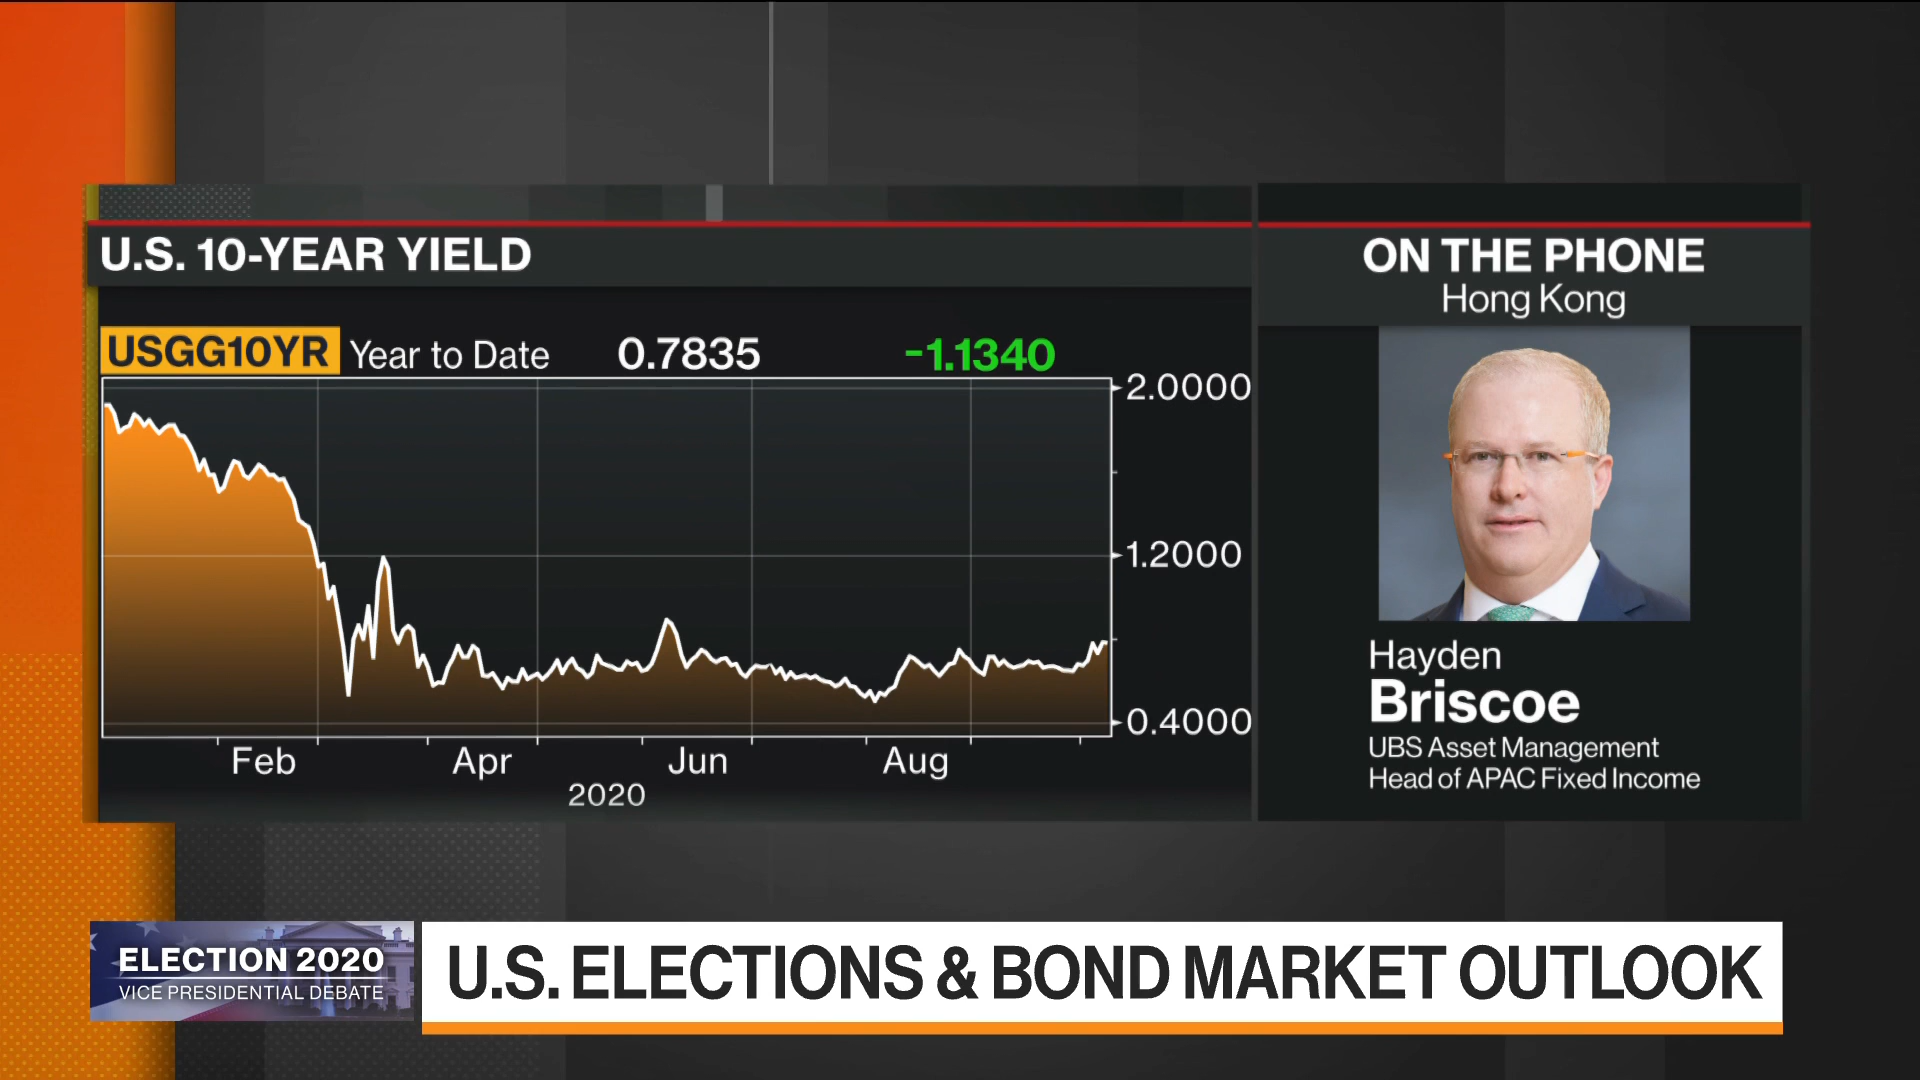 U.S. 10-YEAR YIELD
USGG10YR Year to Date 0.7835 -1.1340
2.0000
1.2000
0.4000
Feb Apr Jun Aug
2020
ON THE PHONE
Hong Kong
Hayden
Briscoe
UBS Asset Management
Head of APAC Fixed Income
ELECTION 2020
VICE PRESIDENTIAL DEBATE
U.S. ELECTIONS & BOND MARKET OUTLOOK